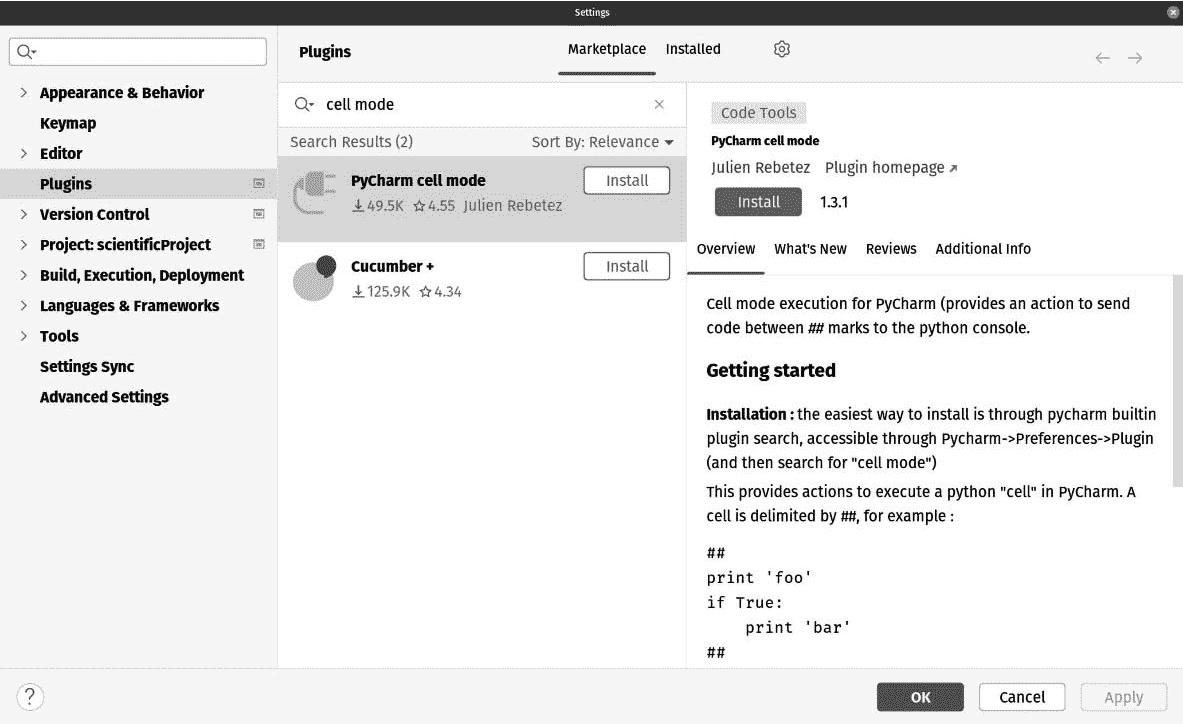 Settings
Plugins
Marketplace
Installed
Appearance & Behavior
Keymap
Editor
Plugins
Version Control
Project: scientificProject
Build, Execution, Deployment
Languages & Frameworks
Tools
Settings Sync
Advanced Settings
cell mode
Search Results (2)
Sort By: Relevance
PyCharm cell mode
Install
49.5K 4.55 Julien Rebetez
Cucumber +
Install
125.9K 4.34
Code Tools
PyCharm cell mode
Julien Rebetez Plugin homepage
Install 1.3.1
Overview What's New Reviews Additional Info
Cell mode execution for PyCharm (provides an action to send
code between ## marks to the python console.
Getting started
Installation : the easiest way to install is through pycharm builtin
plugin search, accessible through Pycharm->Preferences->Plugin
(and then search for "cell mode")
This provides actions to execute a python "cell" in PyCharm. A
cell is delimited by ##, for example :
##
print 'foo'
if True:
    print 'bar'
##
?
OK
Cancel
Apply